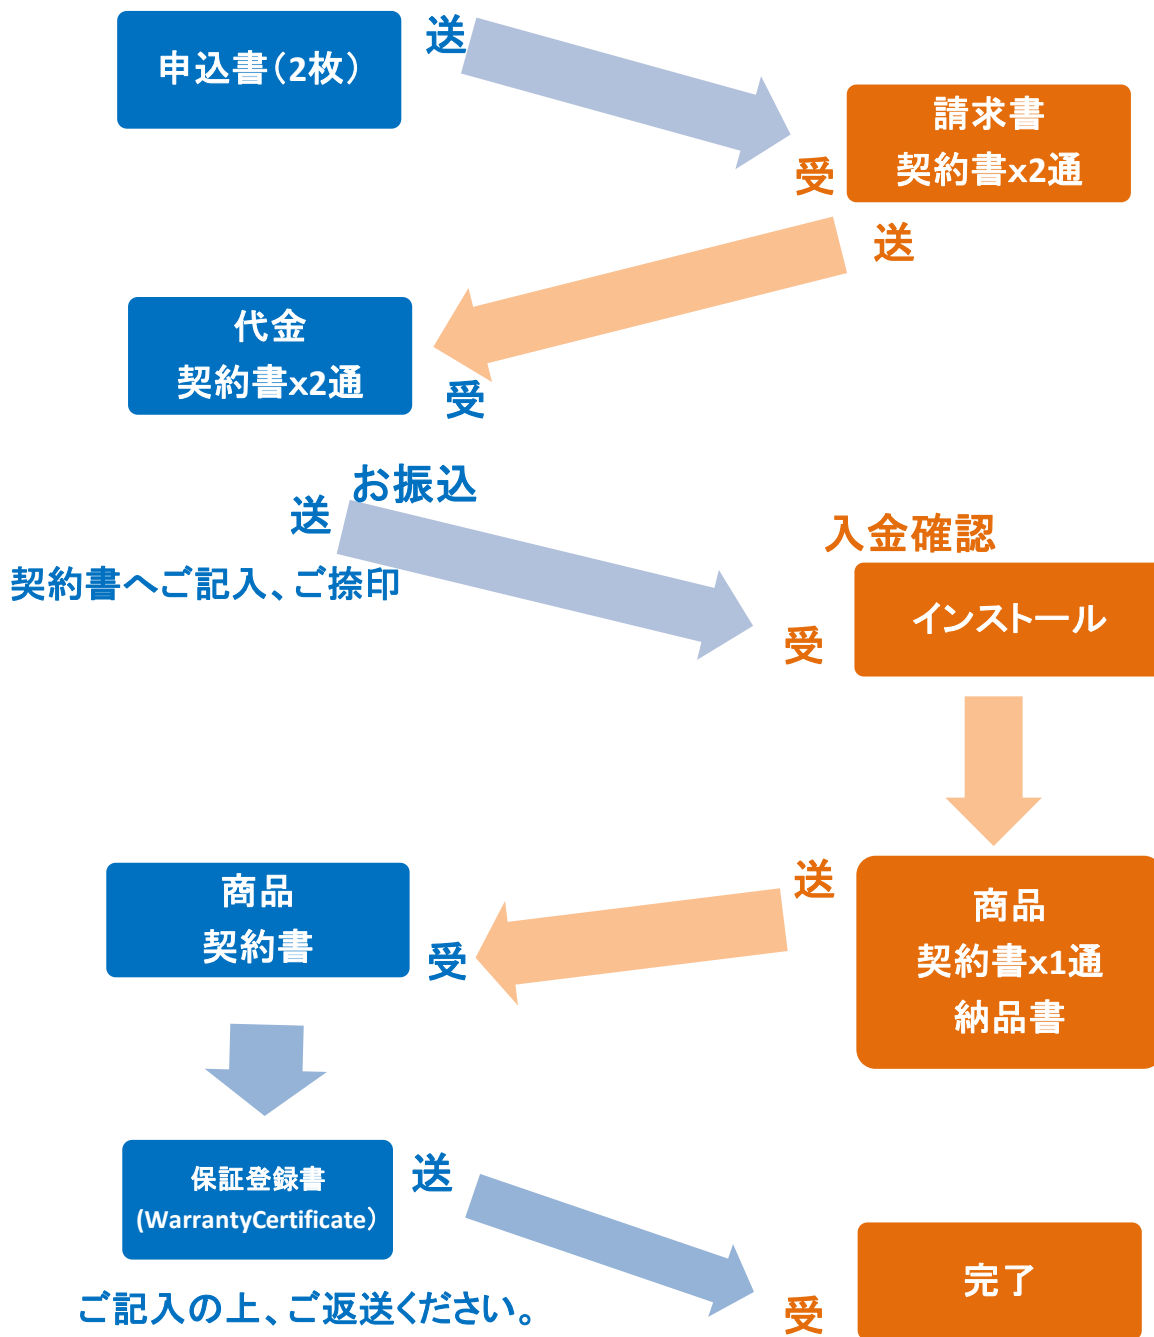 申込書（2枚）
送
請求書
契約書x2通
受
送
代金
契約書x2通
受
お振込
送
契約書へご記入、ご捺印
入金確認
インストール
受
送
商品
契約書x1通
納品書
商品
契約書
受
保証登録書
(WarrantyCertificate）
送
ご記入の上、ご返送ください。
完了
受